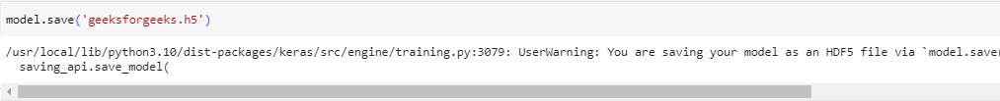 model.save('geeksforgeeks.h5')
/usr/local/lib/python3.10/dist-packages/keras/src/engine/training.py:3079: UserWarning: You are saving your model as an HDF5 file via `model.save(
saving_api.save_model(